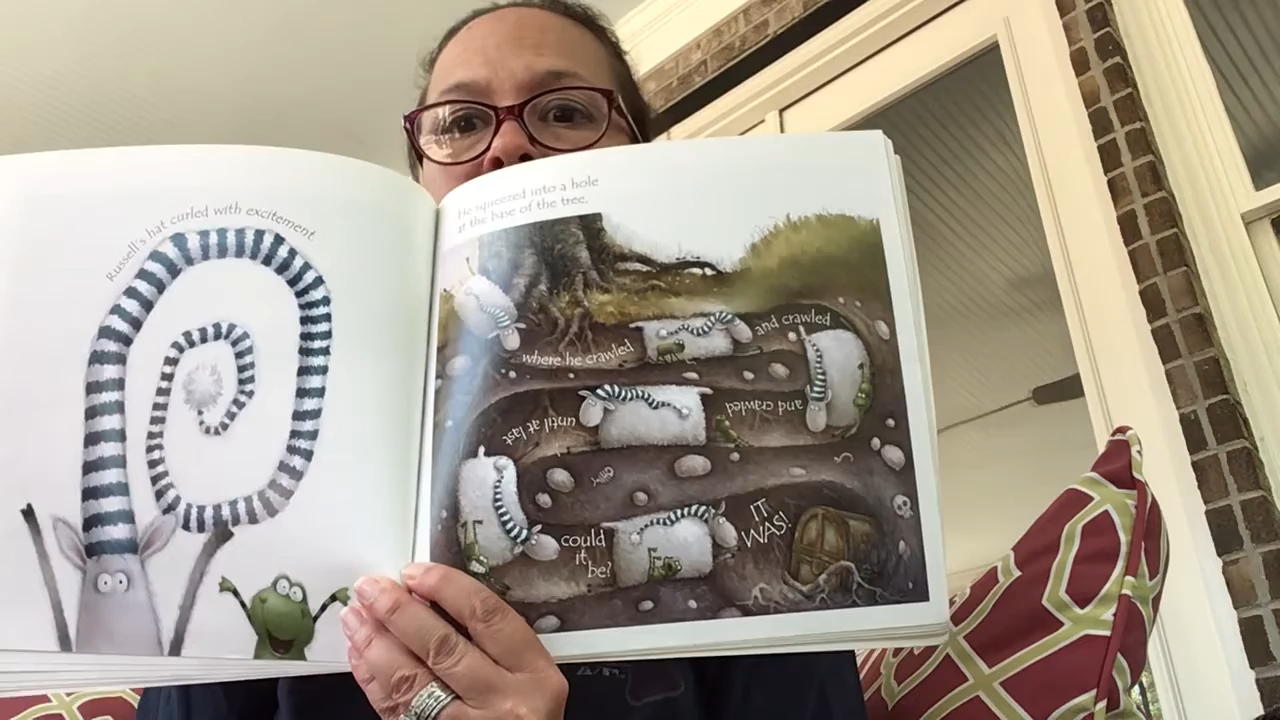 Russell's hat curled with excitement.
He squeezed into a hole
at the base of the tree,
where he crawled
and crawled
and crawled
until at last
could
it
be?
IT
WAS!